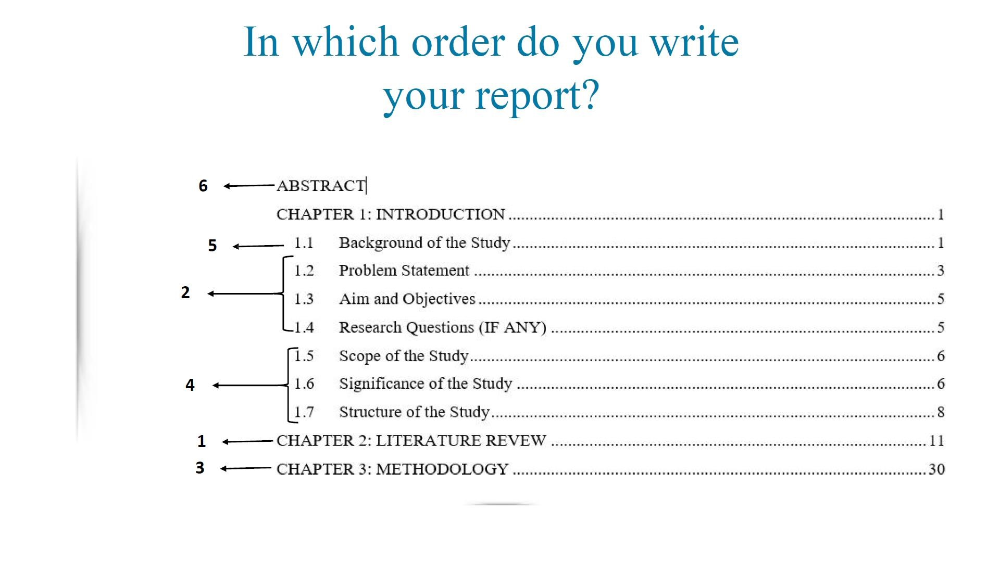 In which order do you write
your report?
6 ABSTRACT
CHAPTER 1: INTRODUCTION ........ 1
5 1.1 Background of the Study ........ 1
1.2 Problem Statement ........ 3
2
1.3 Aim and Objectives ........ 5
1.4 Research Questions (IF ANY) ........ 5
1.5 Scope of the Study ........ 6
4 1.6 Significance of the Study ........ 6
1.7 Structure of the Study ........ 8
1 CHAPTER 2: LITERATURE REVEW ........ 11
3 CHAPTER 3: METHODOLOGY ........ 30